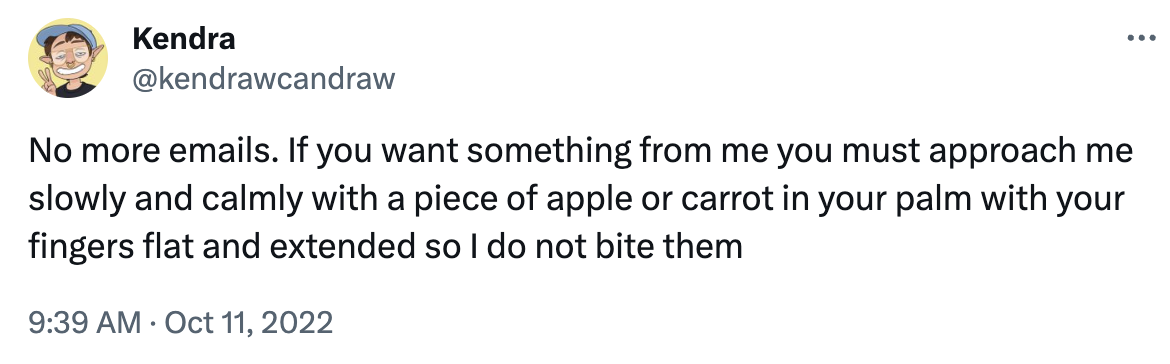 Kendra
@kendrawcandraw
No more emails. If you want something from me you must approach me
slowly and calmly with a piece of apple or carrot in your palm with your
fingers flat and extended so I do not bite them
9:39 AM · Oct 11, 2022